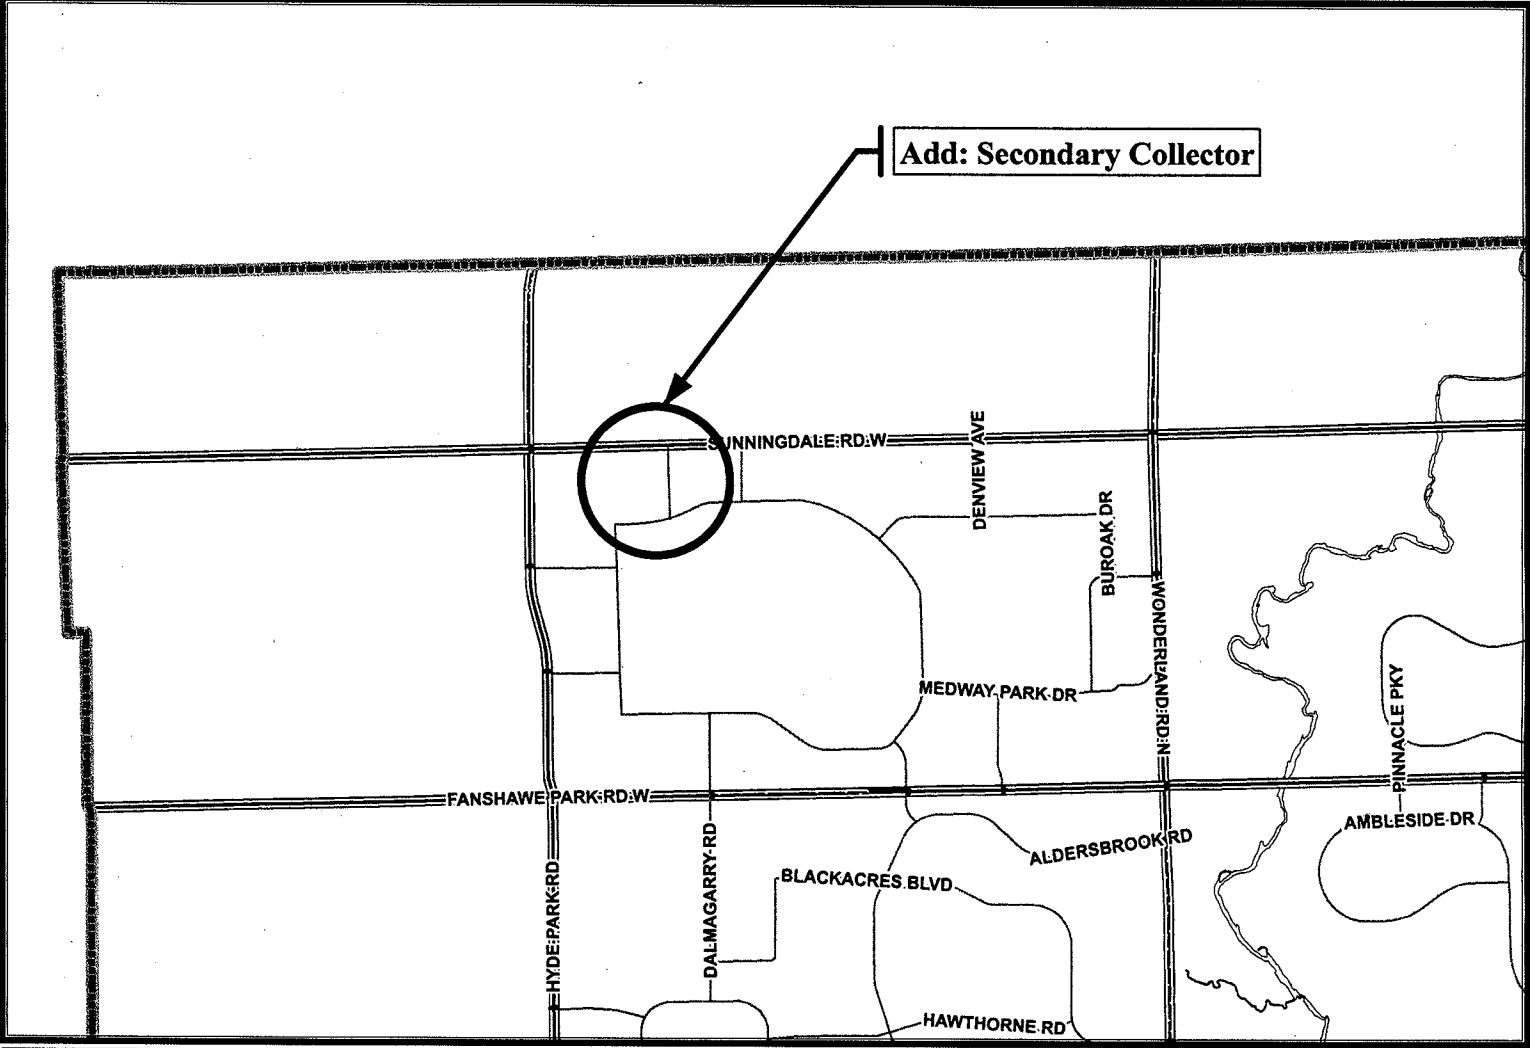 Add: Secondary Collector
SUNNINGDALE RD W
DENVIEW AVE
BUROAK DR
WONDERLAND RD N
MEDWAY PARK DR
PINNACLE PKY
FANSHAWE PARK RD W
AMBLESIDE DR
ALDERSBROOK RD
HYDE PARK RD
DALMAGARRY RD
BLACKACRES BLVD
HAWTHORNE RD